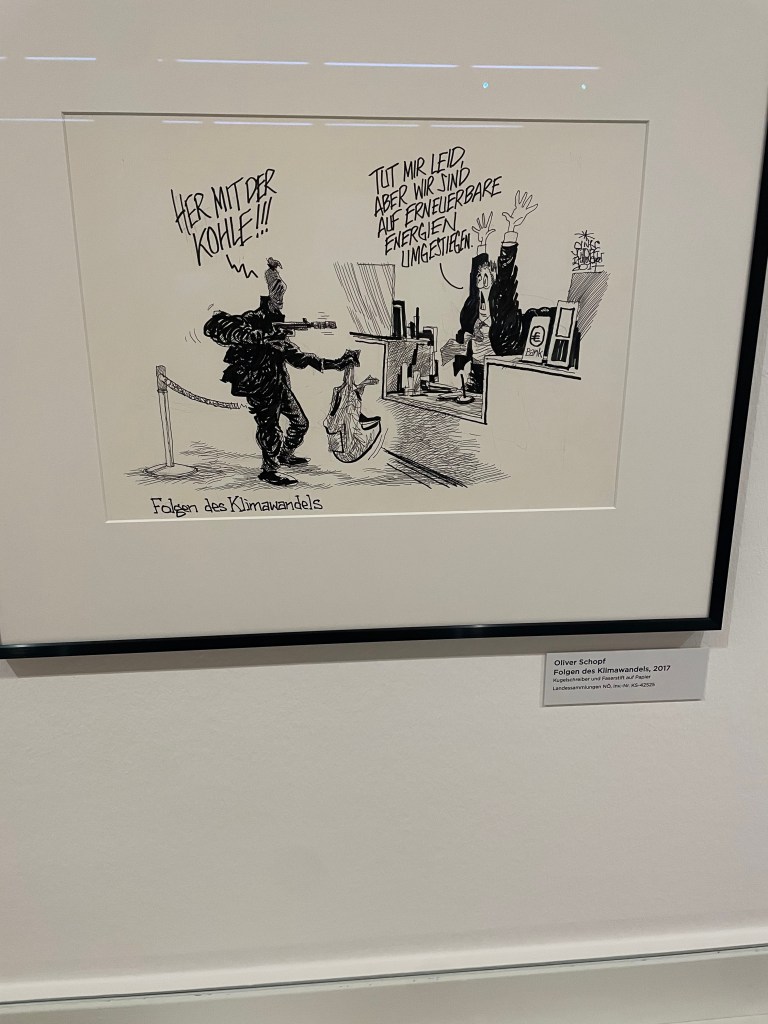 HER MIT DER
KOHLE!!!
TUT MIR LEID,
ABER WIR SIND
AUF ERNEUERBARE
ENERGIEN
UMGESTIEGEN.
€
Bank
Folgen des Klimawandels
Oliver Schopf
Folgen des Klimawandels, 2017
Kugelschreiber und Faserstift auf Papier
Landessammlungen NÖ, Inv.-Nr. KS-42526